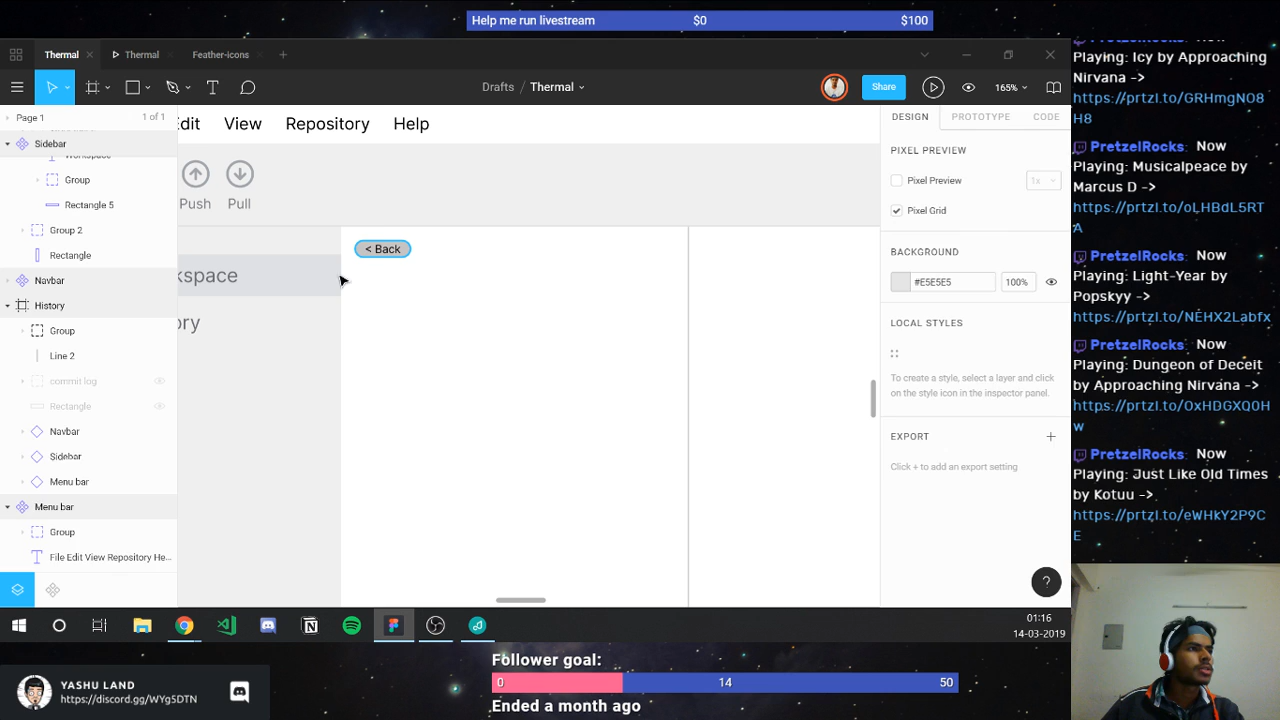 Help me run livestream $0 $100
Thermal
Thermal
Feather-icons
Drafts / Thermal
Share
165%
Page 1 1 of 1
Sidebar
Workspace
Group
Rectangle 5
Group 2
Rectangle
Navbar
History
Group
Line 2
commit log
Rectangle
Navbar
Sidebar
Menu bar
Menu bar
Group
File Edit View Repository He...
View Repository Help
Push Pull
< Back
DESIGN PROTOTYPE CODE
PIXEL PREVIEW
Pixel Preview 1x
Pixel Grid
BACKGROUND
#E5E5E5 100%
LOCAL STYLES
To create a style, select a layer and click
on the style icon in the inspector panel.
EXPORT
Click + to add an export setting
?
01:16
14-03-2019
Playing: Icy by Approaching
Nirvana ->
https://prtzl.to/GRHmgNO8
H8
PretzelRocks: Now
Playing: Musicalpeace by
Marcus D ->
https://prtzl.to/oLHBdL5RT
A
PretzelRocks: Now
Playing: Light-Year by
Popskyy ->
https://prtzl.to/NEHX2Labfx
PretzelRocks: Now
Playing: Dungeon of Deceit
by Approaching Nirvana ->
https://prtzl.to/OxHDGXQ0H
w
PretzelRocks: Now
Playing: Just Like Old Times
by Kotuu ->
https://prtzl.to/eWHkY2P9C
E
YASHU LAND
https://discord.gg/WYg5DTN
Follower goal:
0 14 50
Ended a month ago